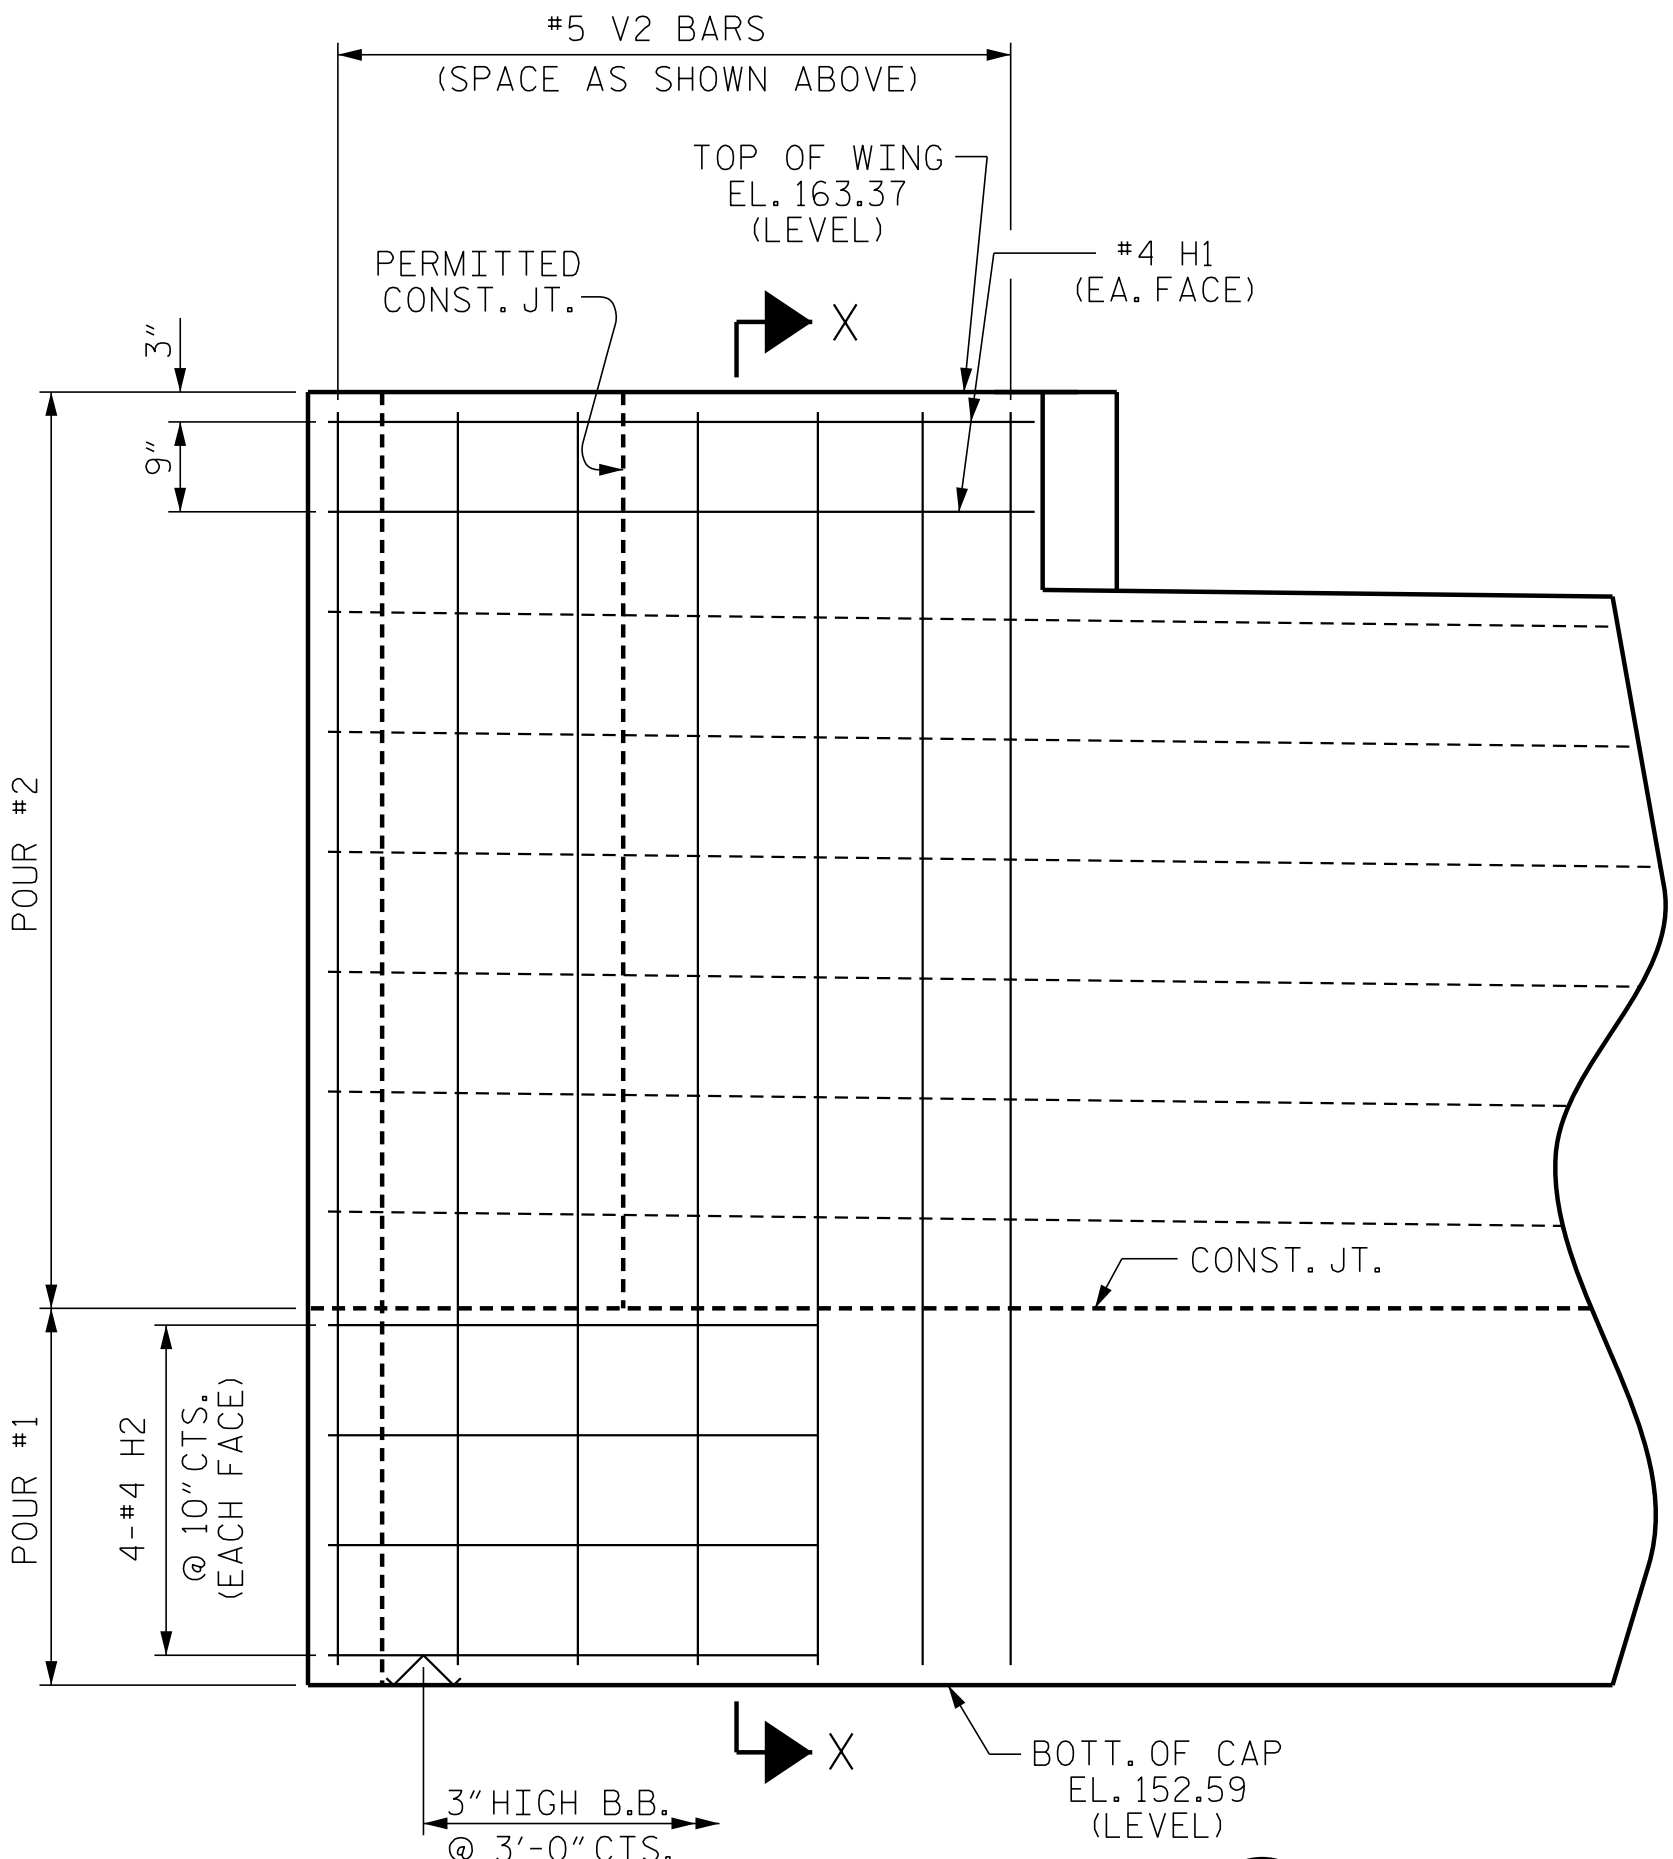 #5 V2 BARS
(SPACE AS SHOWN ABOVE)
TOP OF WING
EL. 163.37
(LEVEL)
#4 H1
(EA. FACE)
PERMITTED
CONST. JT.
X
3"
9"
POUR #2
CONST. JT.
POUR #1
4-#4 H2
@ 10" CTS.
(EACH FACE)
X
BOTT. OF CAP
EL. 152.59
(LEVEL)
3" HIGH B.B.
@ 3'-0" CTS.